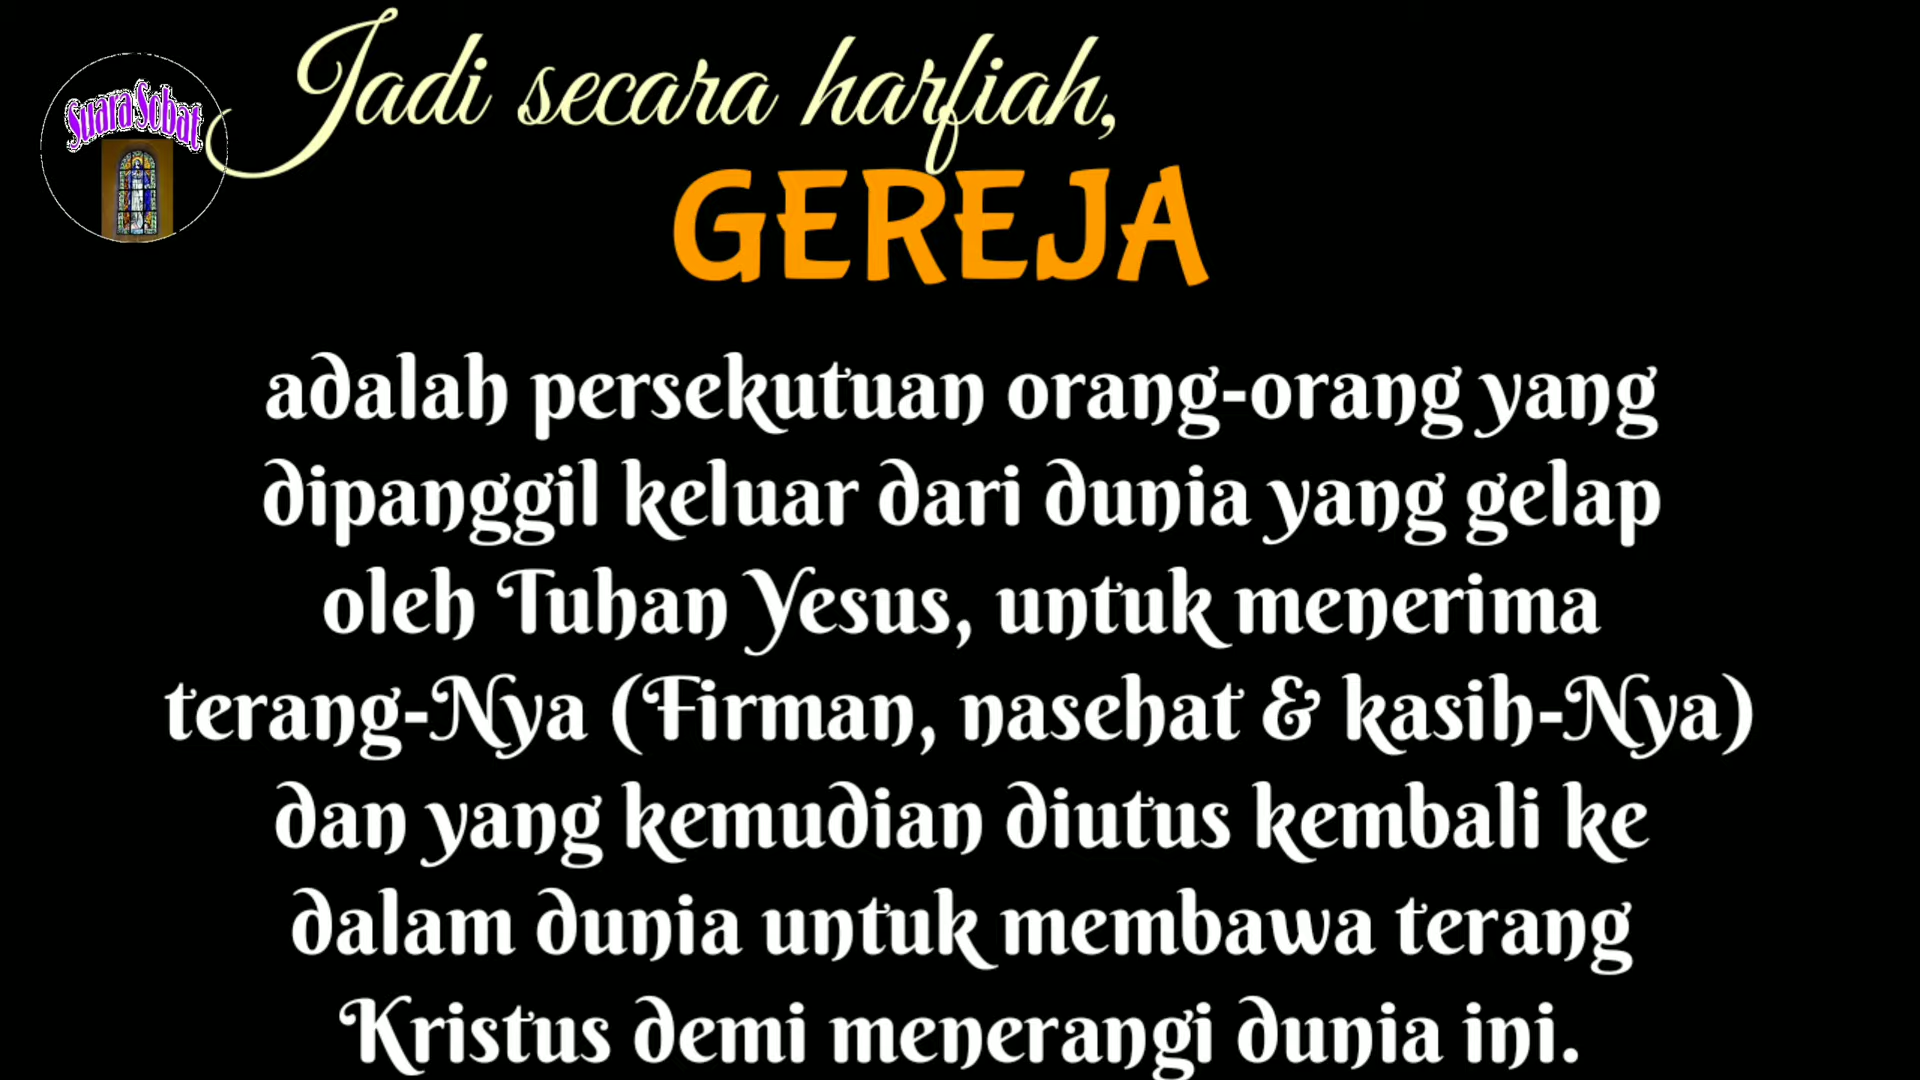 Suara Sobat
Jadi secara harfiah,
GEREJA
adalah persekutuan orang-orang yang
dipanggil keluar dari dunia yang gelap
oleh Tuhan Yesus, untuk menerima
terang-Nya (Firman, nasehat & kasih-Nya)
dan yang kemudian diutus kembali ke
dalam dunia untuk membawa terang
Kristus demi menerangi dunia ini.